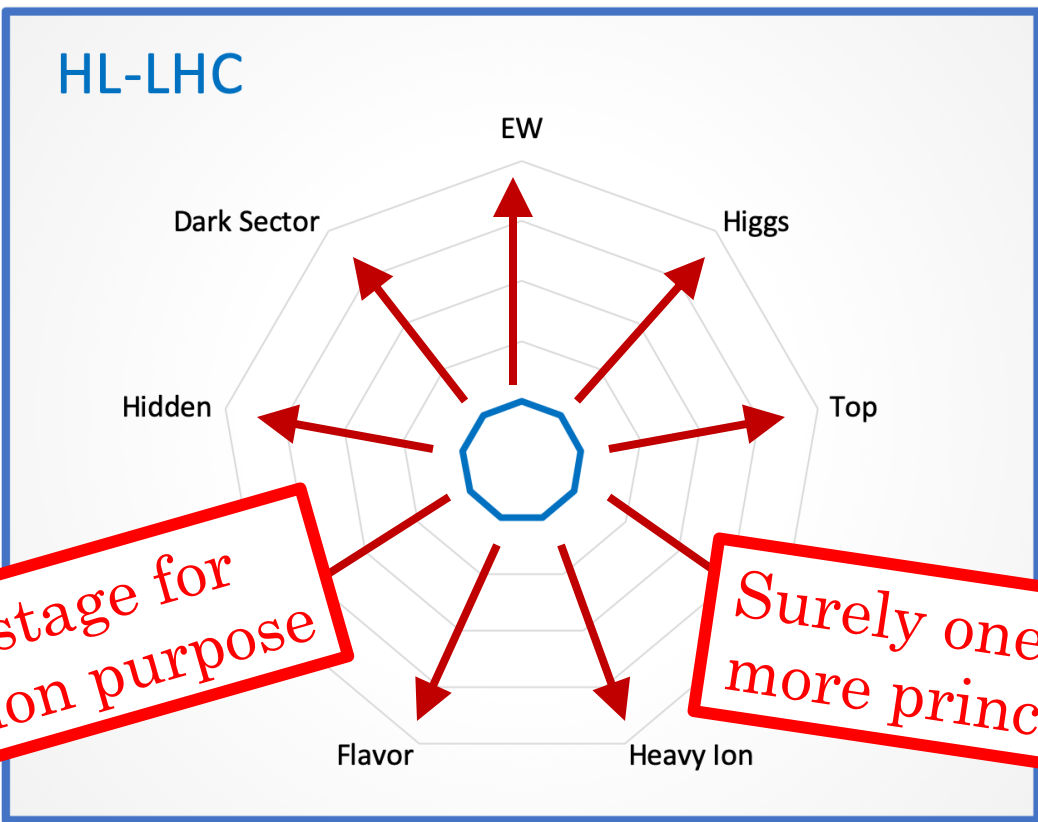 HL-LHC
EW
Dark Sector
Higgs
Hidden
Top
stage for
on purpose
Surely one
more princ
Flavor
Heavy Ion